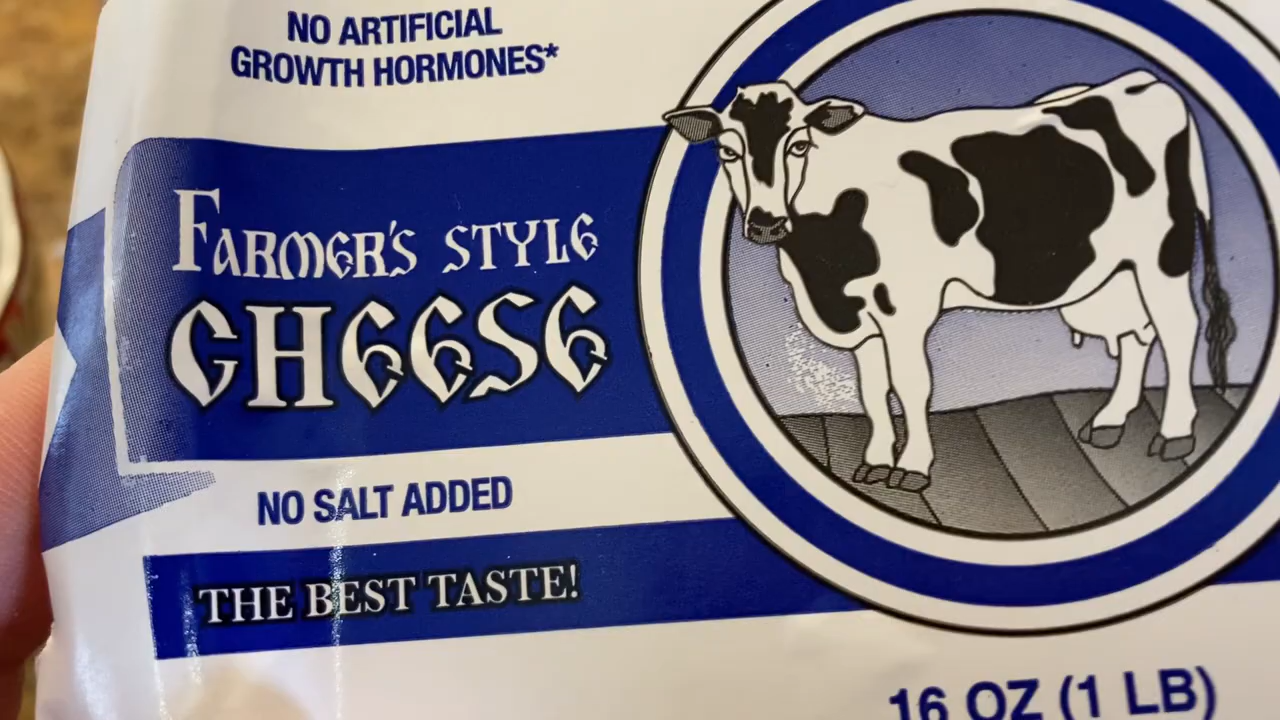 NO ARTIFICIAL
GROWTH HORMONES*
FARMER'S STYLE
CHEESE
NO SALT ADDED
THE BEST TASTE!
16 OZ (1 LB)